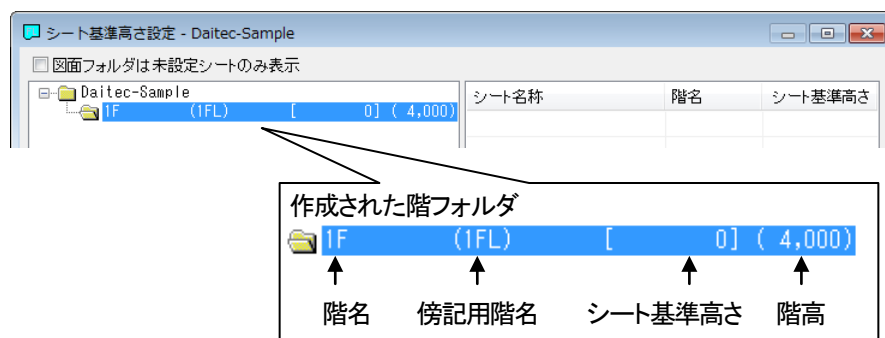 シート基準高さ設定 - Daitec-Sample
図面フォルダは未設定シートのみ表示
Daitec-Sample
1F (1FL) [ 0] ( 4,000)
シート名称 階名 シート基準高さ
作成された階フォルダ
1F (1FL) [ 0] ( 4,000)
階名 傍記用階名 シート基準高さ 階高